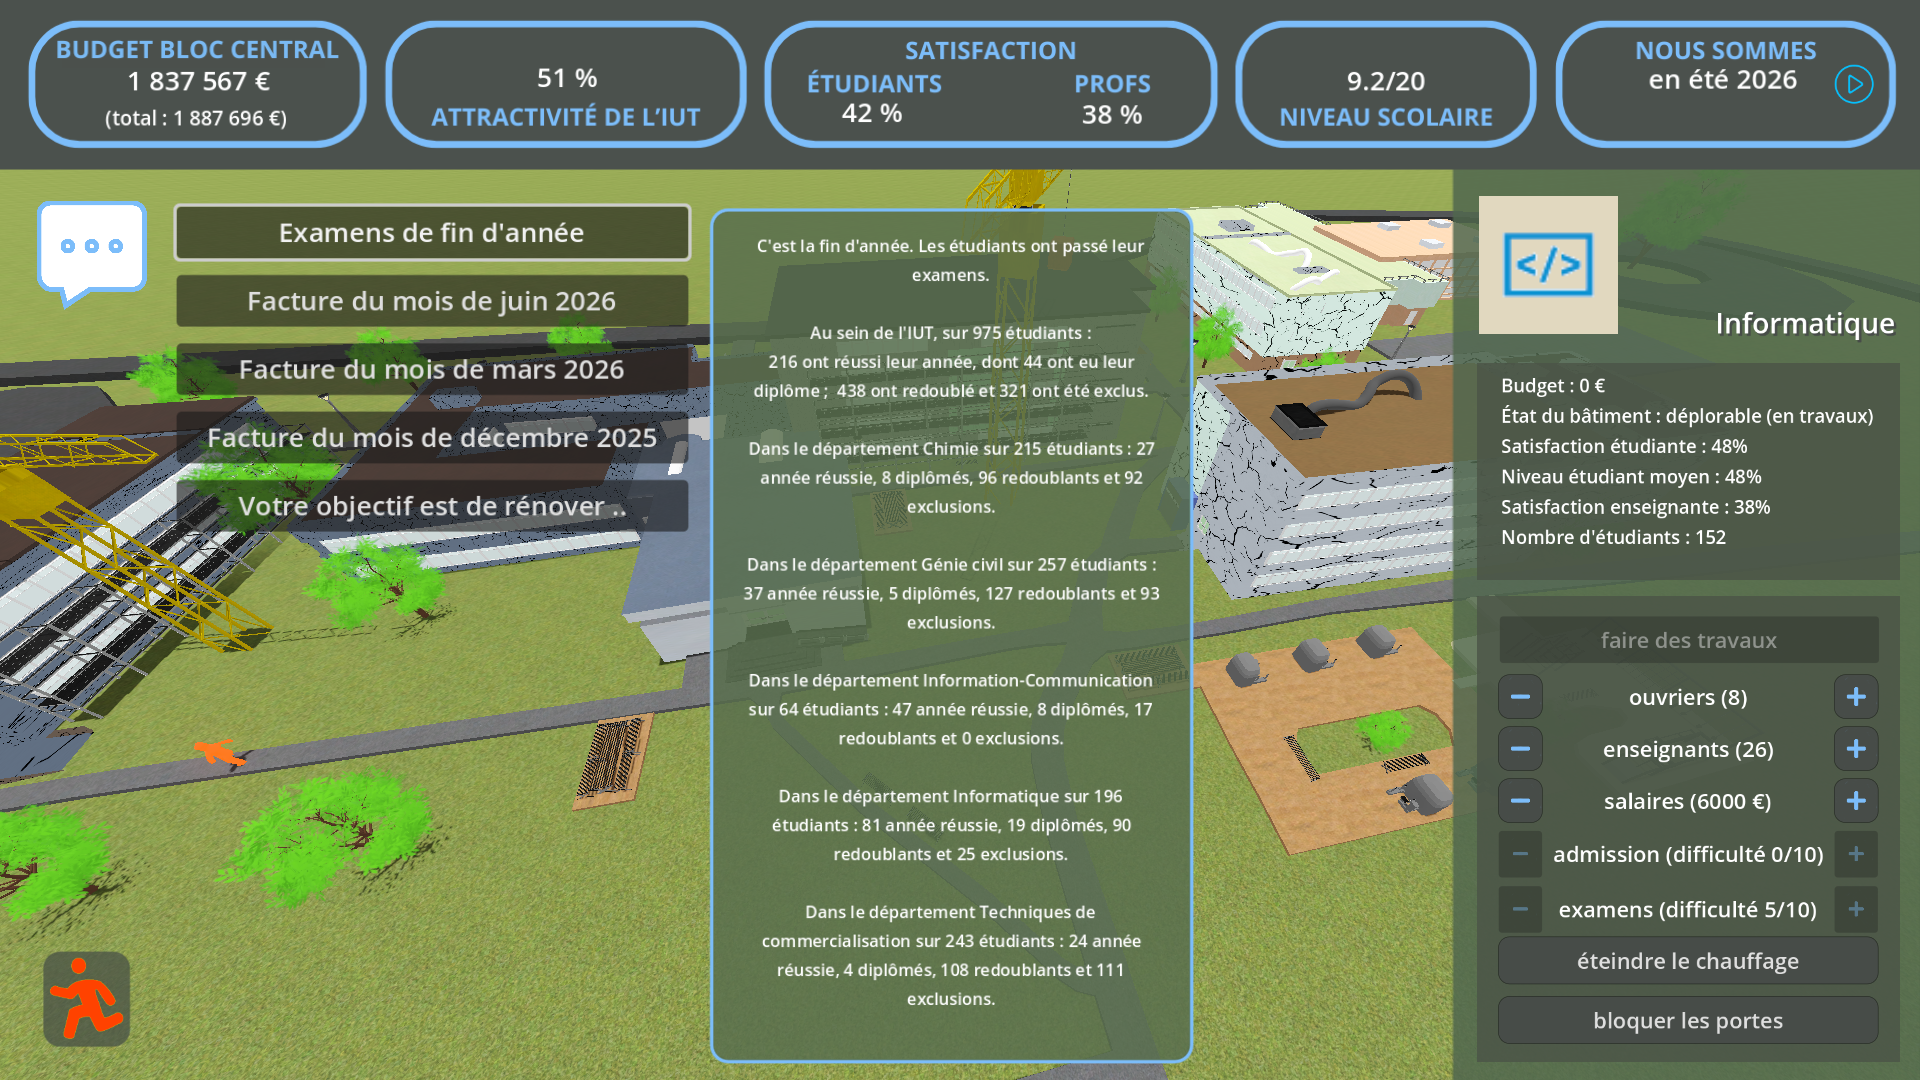 BUDGET BLOC CENTRAL
1 837 567 €
(total : 1 887 696 €)
51 %
ATTRACTIVITÉ DE L'IUT
SATISFACTION
ÉTUDIANTS
PROFS
42 %
38 %
9.2/20
NIVEAU SCOLAIRE
NOUS SOMMES
en été 2026
Examens de fin d'année
Facture du mois de juin 2026
Facture du mois de mars 2026
Facture du mois de décembre 2025
Votre objectif est de rénover ..
C'est la fin d'année. Les étudiants ont passé leur
examens.
Au sein de l'IUT, sur 975 étudiants :
216 ont réussi leur année, dont 44 ont eu leur
diplôme ; 438 ont redoublé et 321 ont été exclus.
Dans le département Chimie sur 215 étudiants : 27
année réussie, 8 diplômés, 96 redoublants et 92
exclusions.
Dans le département Génie civil sur 257 étudiants :
37 année réussie, 5 diplômés, 127 redoublants et 93
exclusions.
Dans le département Information-Communication
sur 64 étudiants : 47 année réussie, 8 diplômés, 17
redoublants et 0 exclusions.
Dans le département Informatique sur 196
étudiants : 81 année réussie, 19 diplômés, 90
redoublants et 25 exclusions.
Dans le département Techniques de
commercialisation sur 243 étudiants : 24 année
réussie, 4 diplômés, 108 redoublants et 111
exclusions.
</>
Informatique
Budget : 0 €
État du bâtiment : déplorable (en travaux)
Satisfaction étudiante : 48%
Niveau étudiant moyen : 48%
Satisfaction enseignante : 38%
Nombre d'étudiants : 152
faire des travaux
− ouvriers (8) +
− enseignants (26) +
− salaires (6000 €) +
− admission (difficulté 0/10) +
− examens (difficulté 5/10) +
éteindre le chauffage
bloquer les portes